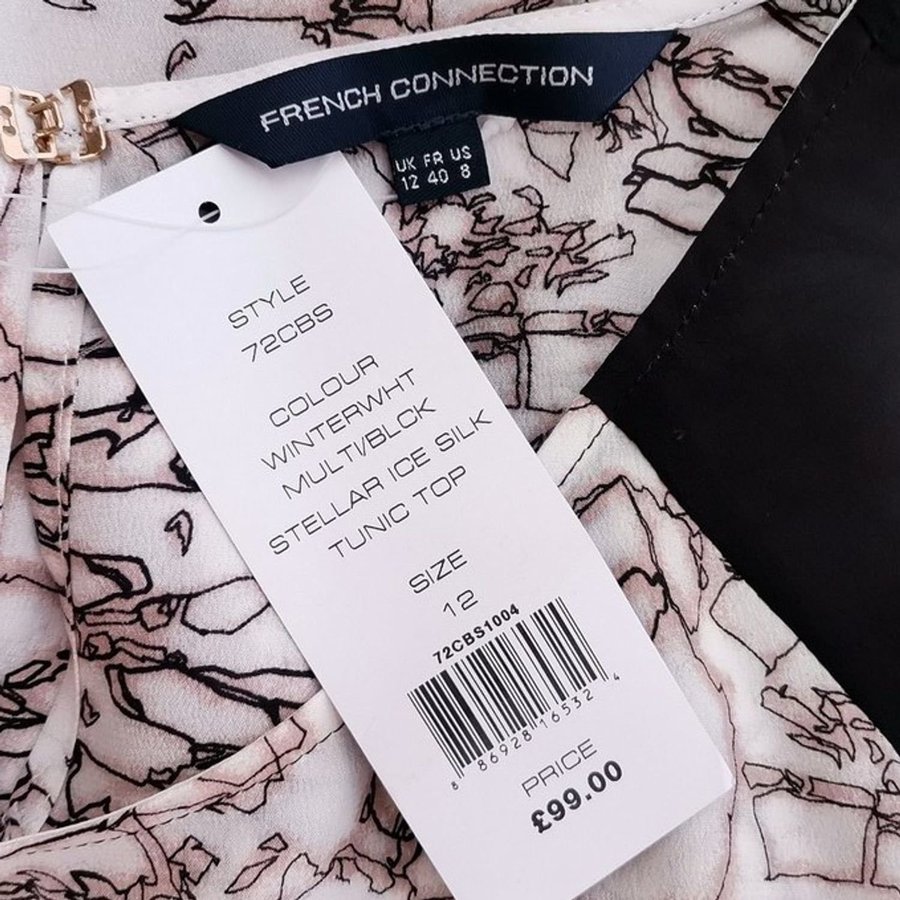 FRENCH CONNECTION
UK FR US
12 40 8
STYLE
72CBS
COLOUR
WINTERWHT
MULTI/BLCK
STELLAR ICE SILK
TUNIC TOP
SIZE
12
72CBS1004
8 86928 16532 4
PRICE
£99.00